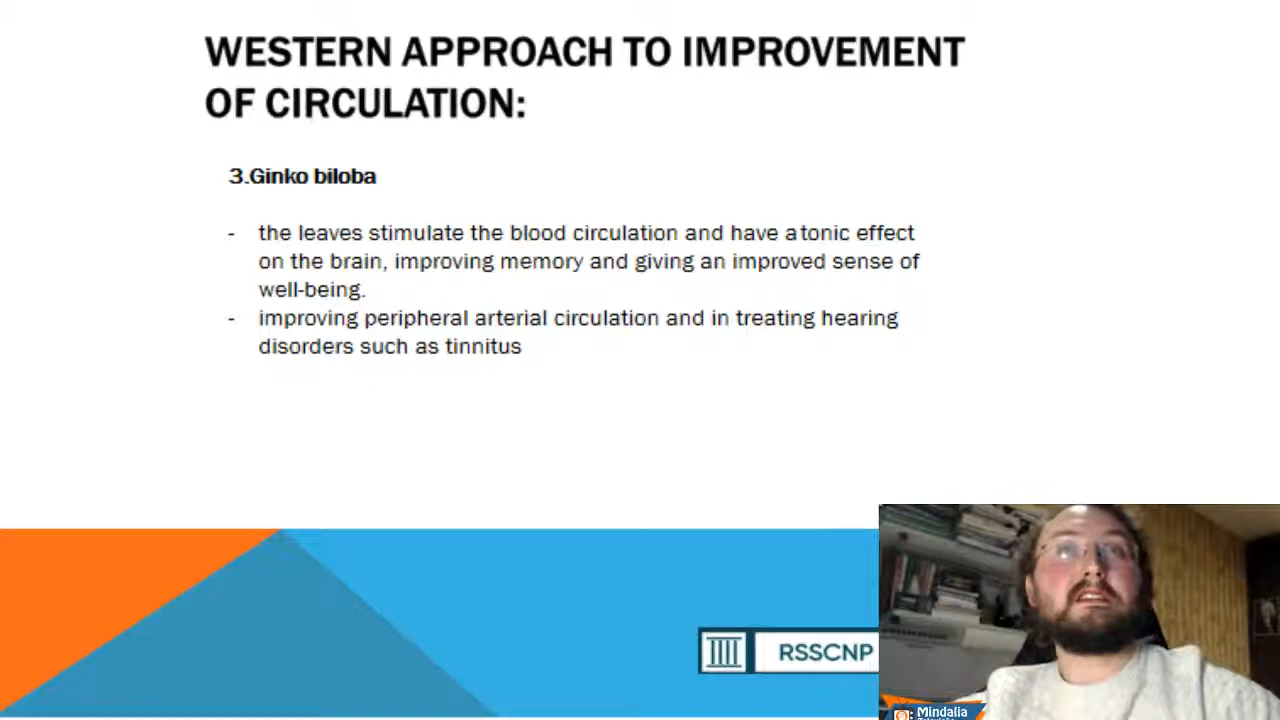 WESTERN APPROACH TO IMPROVEMENT
OF CIRCULATION:
3.Ginko biloba
- the leaves stimulate the blood circulation and have a tonic effect
on the brain, improving memory and giving an improved sense of
well-being.
- improving peripheral arterial circulation and in treating hearing
disorders such as tinnitus
RSSCNP
Mindalia